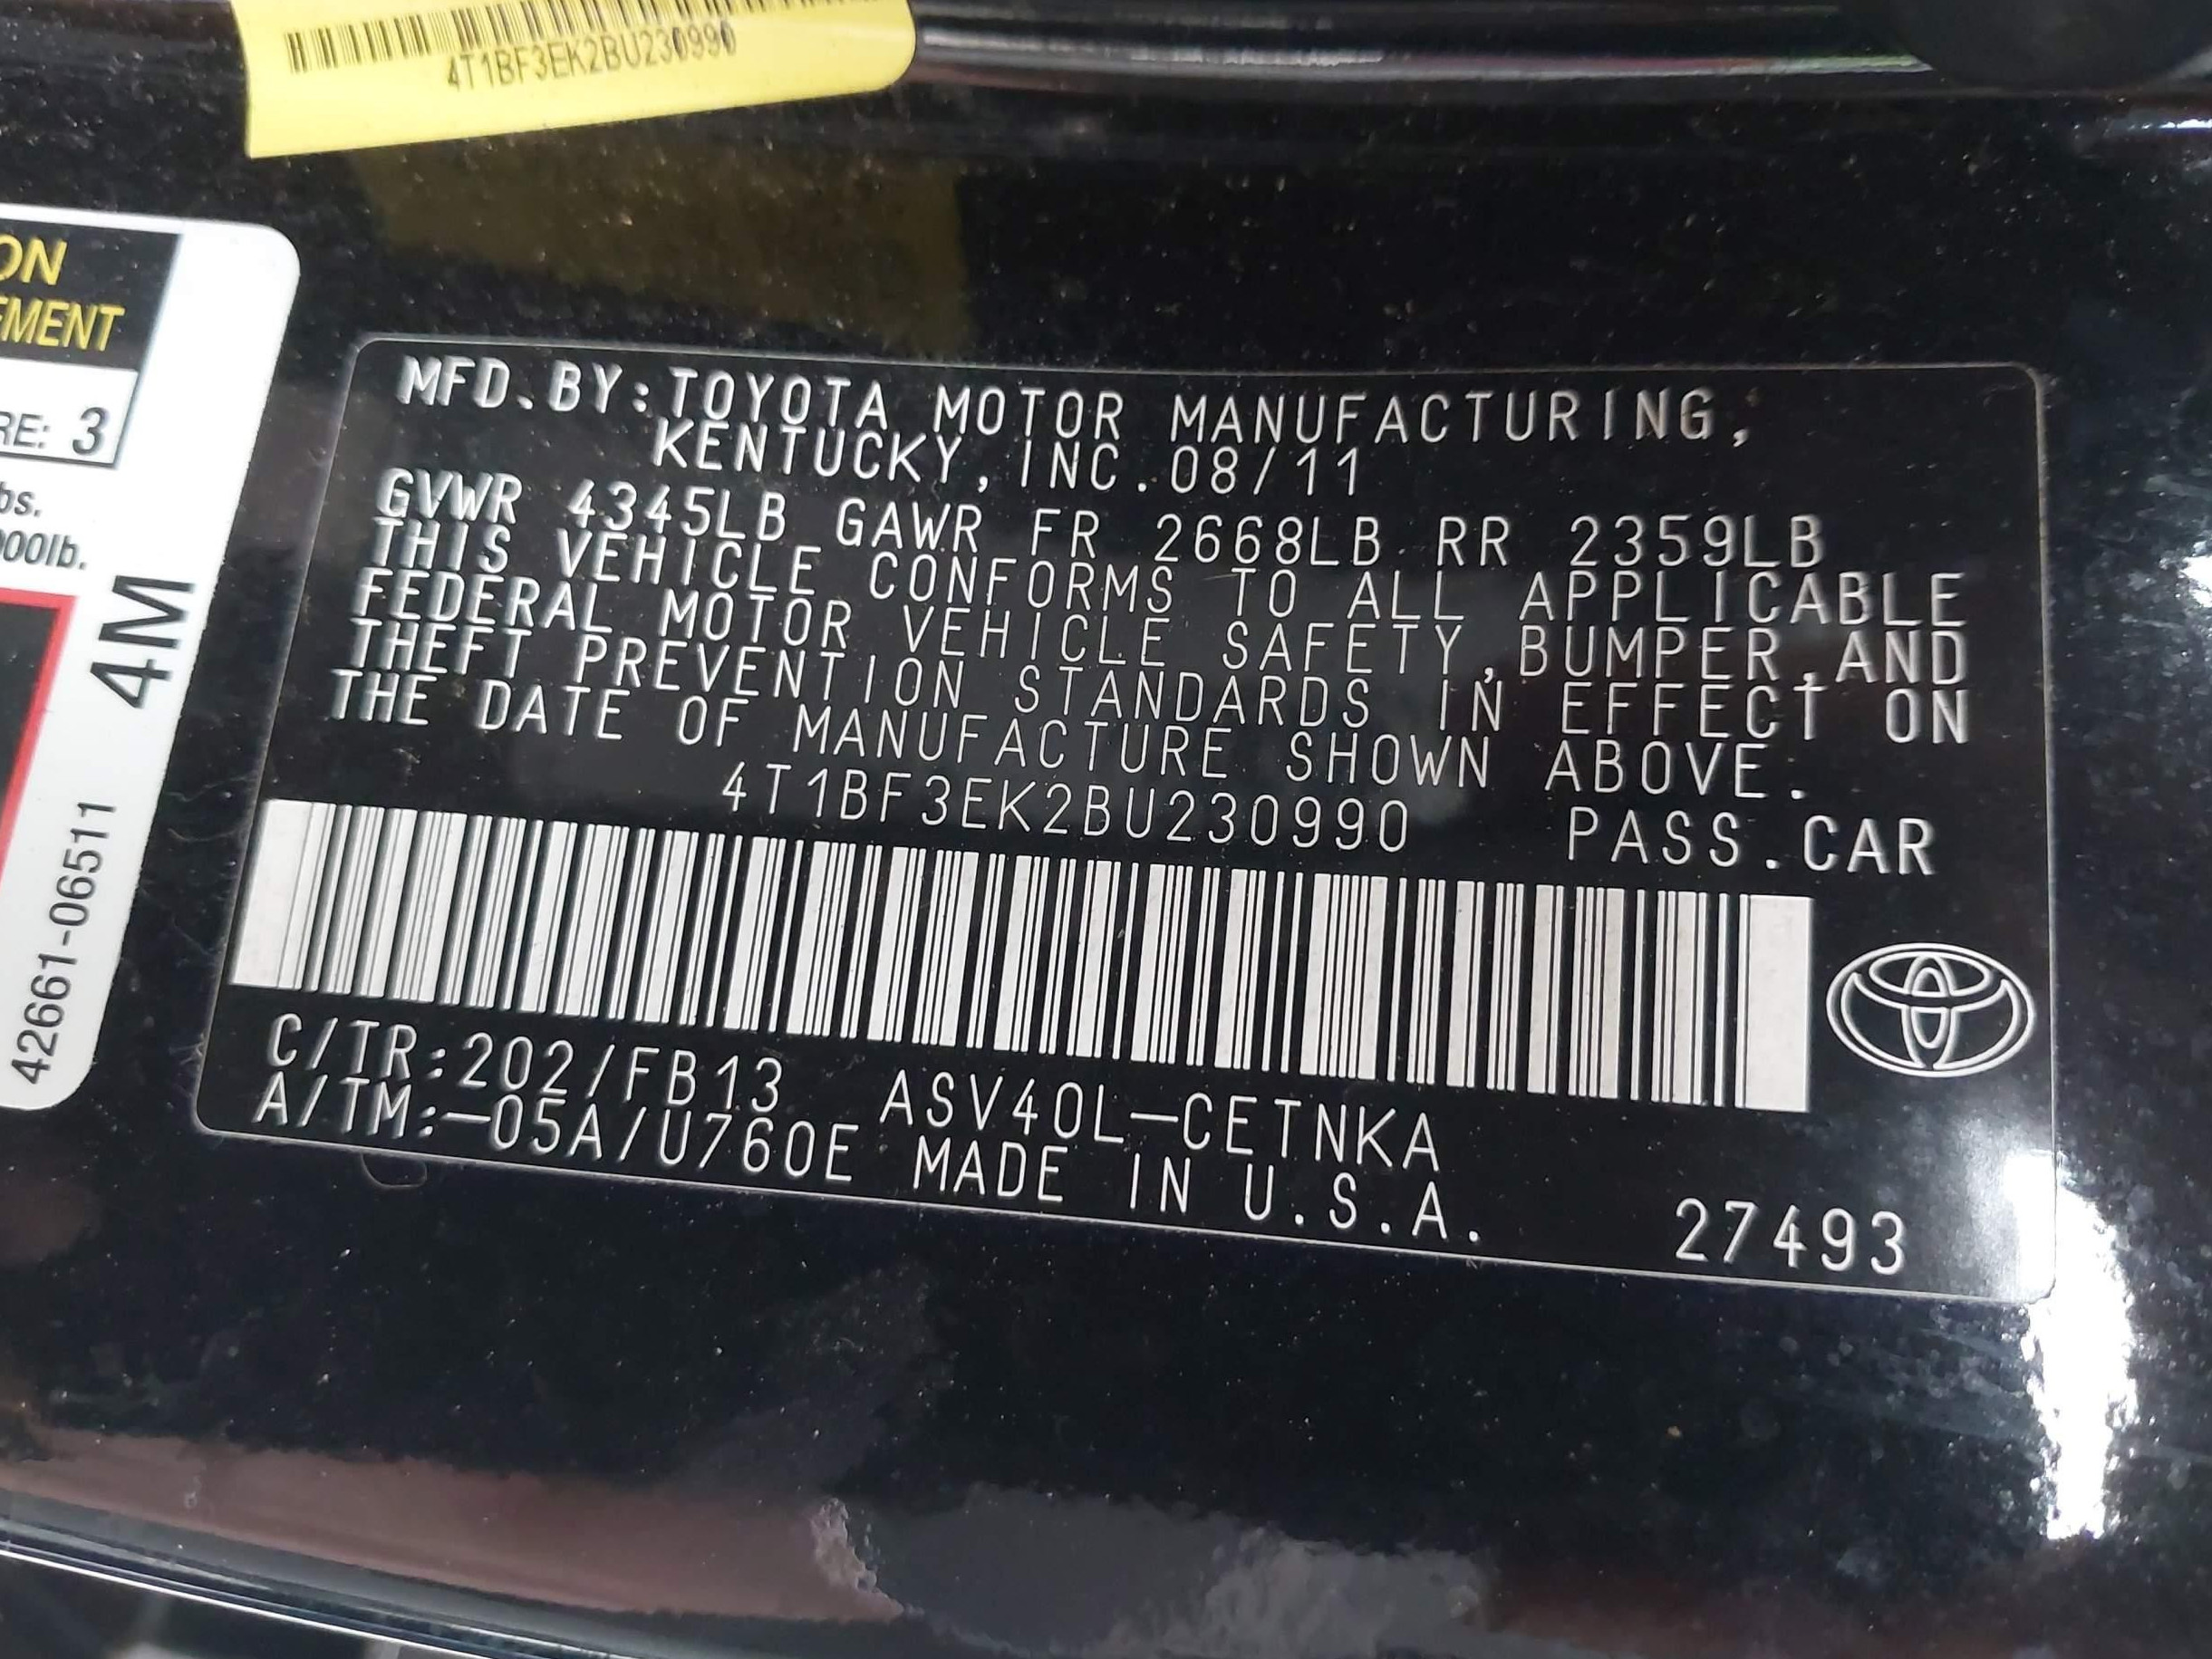 4T1BF3EK2BU230990
ON
EMENT
RE: 3
bs.
000lb.
4M
42661-06511
MFD.BY:TOYOTA MOTOR MANUFACTURING,
KENTUCKY,INC.08/11
GVWR 4345LB GAWR FR 2668LB RR 2359LB
THIS VEHICLE CONFORMS TO ALL APPLICABLE
FEDERAL MOTOR VEHICLE SAFETY,BUMPER,AND
THEFT PREVENTION STANDARDS IN EFFECT ON
THE DATE OF MANUFACTURE SHOWN ABOVE.
4T1BF3EK2BU230990 PASS.CAR
C/TR:202/FB13 ASV40L-CETNKA
A/TM:-05A/U760E MADE IN U.S.A. 27493